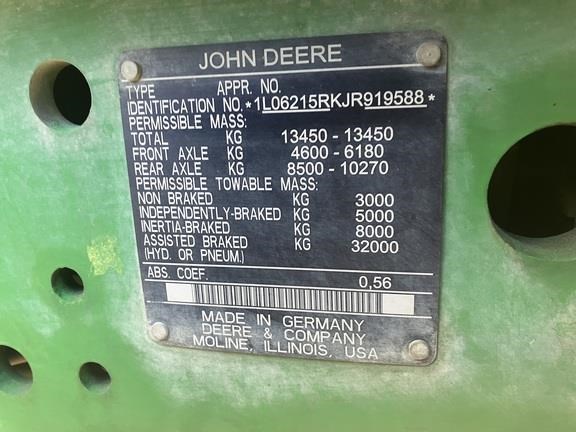 JOHN DEERE
TYPE APPR. NO.
IDENTIFICATION NO. *1L06215RKJR919588*
PERMISSIBLE MASS:
TOTAL KG 13450 - 13450
FRONT AXLE KG 4600 - 6180
REAR AXLE KG 8500 - 10270
PERMISSIBLE TOWABLE MASS:
NON BRAKED KG 3000
INDEPENDENTLY-BRAKED KG 5000
INERTIA-BRAKED KG 8000
ASSISTED BRAKED KG 32000
(HYD. OR PNEUM.)
ABS. COEF. 0,56
MADE IN GERMANY
DEERE & COMPANY
MOLINE, ILLINOIS, USA